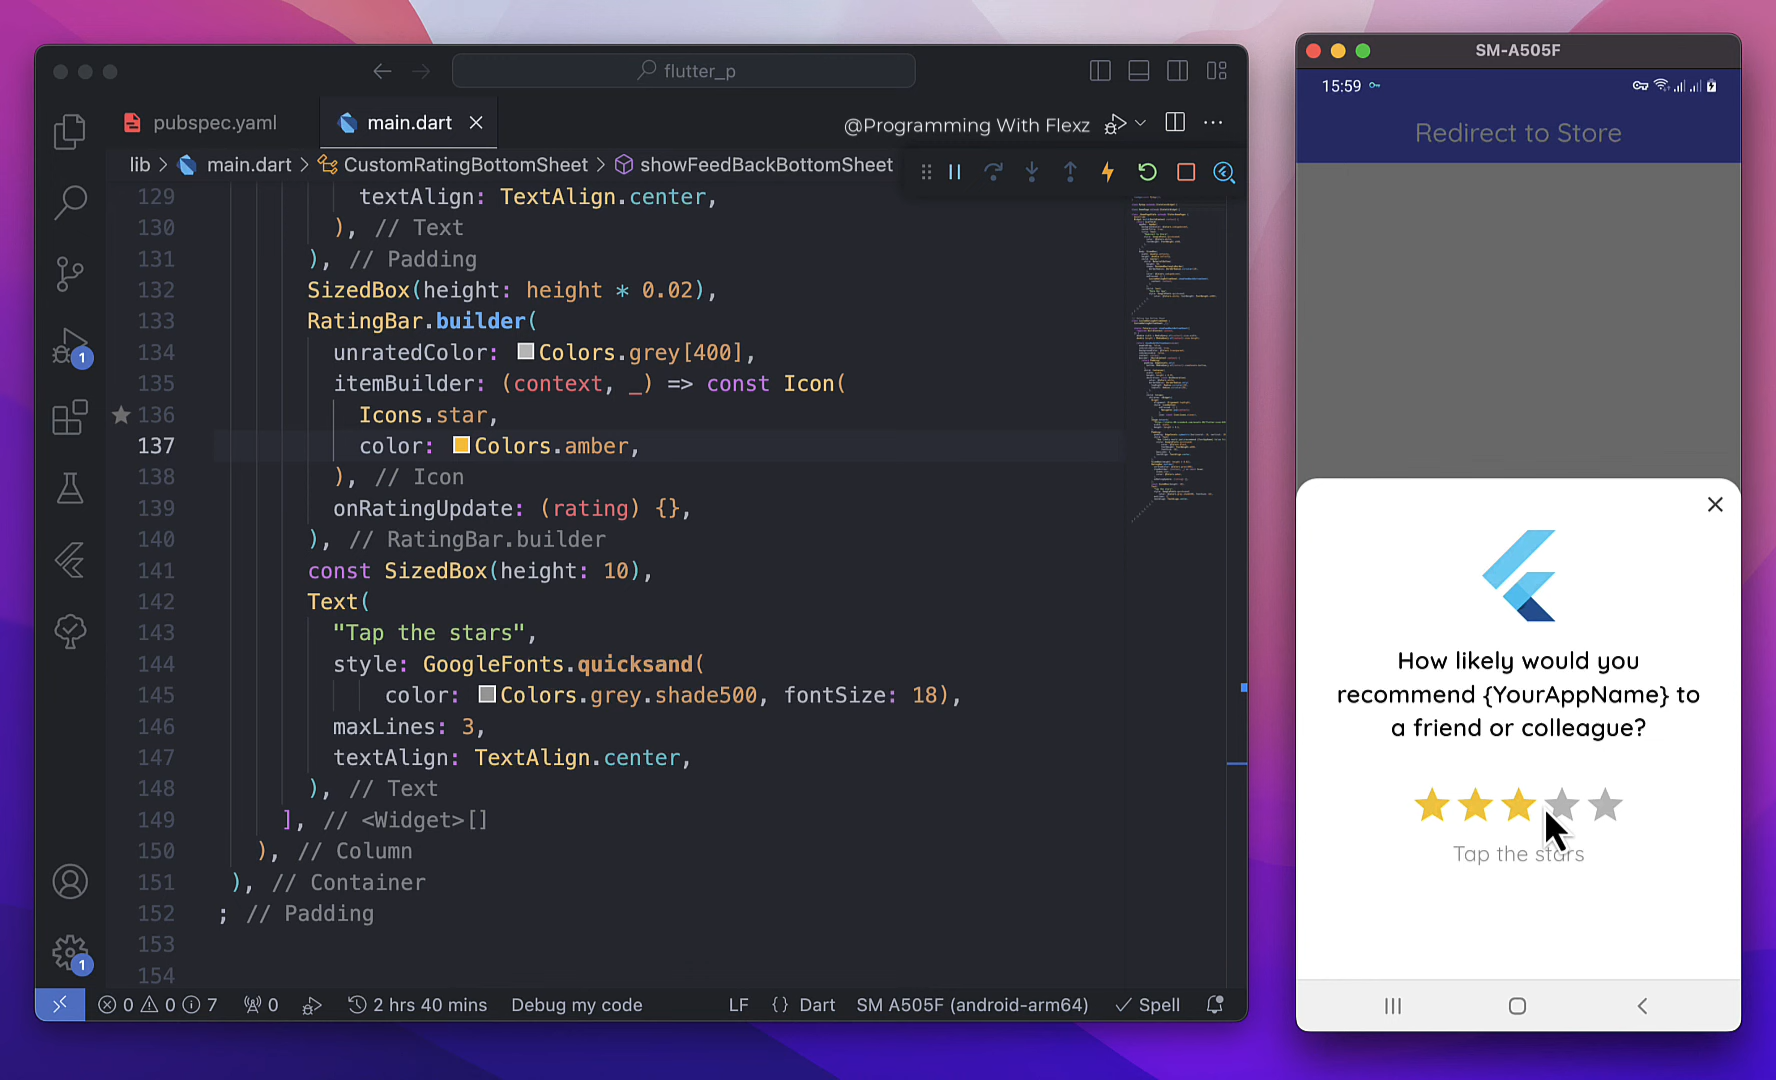 flutter_p
pubspec.yaml
main.dart
@Programming With Flexz
lib > main.dart > CustomRatingBottomSheet > showFeedBackBottomSheet
129 textAlign: TextAlign.center,
130 ), // Text
131 ), // Padding
132 SizedBox(height: height * 0.02),
133 RatingBar.builder(
134 unratedColor: Colors.grey[400],
135 itemBuilder: (context, _) => const Icon(
136 Icons.star,
137 color: Colors.amber,
138 ), // Icon
139 onRatingUpdate: (rating) {},
140 ), // RatingBar.builder
141 const SizedBox(height: 10),
142 Text(
143 "Tap the stars",
144 style: GoogleFonts.quicksand(
145 color: Colors.grey.shade500, fontSize: 18),
146 maxLines: 3,
147 textAlign: TextAlign.center,
148 ), // Text
149 ], // <Widget>[]
150 ), // Column
151 ), // Container
152 ; // Padding
153
154
1
1
0 0 7 0 2 hrs 40 mins Debug my code LF {} Dart SM A505F (android-arm64) Spell
SM-A505F
15:59
Redirect to Store
How likely would you
recommend {YourAppName} to
a friend or colleague?
Tap the stars